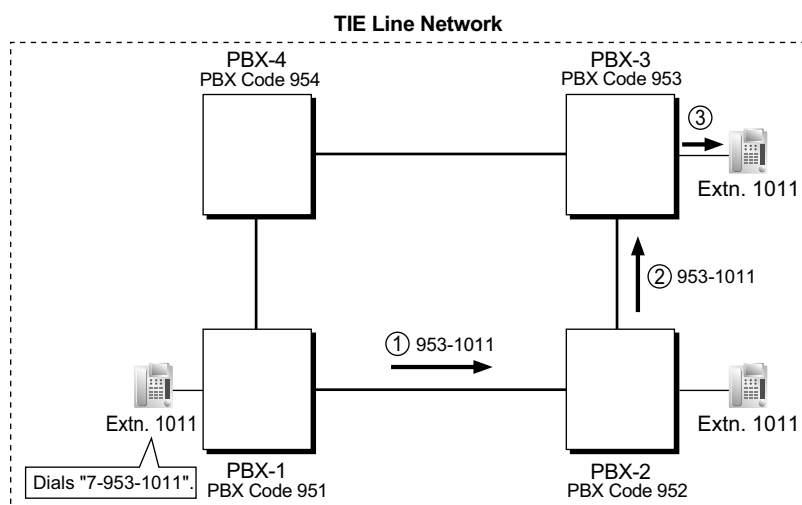 TIE Line Network
PBX-4
PBX Code 954
PBX-3
PBX Code 953
③
Extn. 1011
② 953-1011
① 953-1011
Extn. 1011
Extn. 1011
Dials "7-953-1011".
PBX-1
PBX Code 951
PBX-2
PBX Code 952